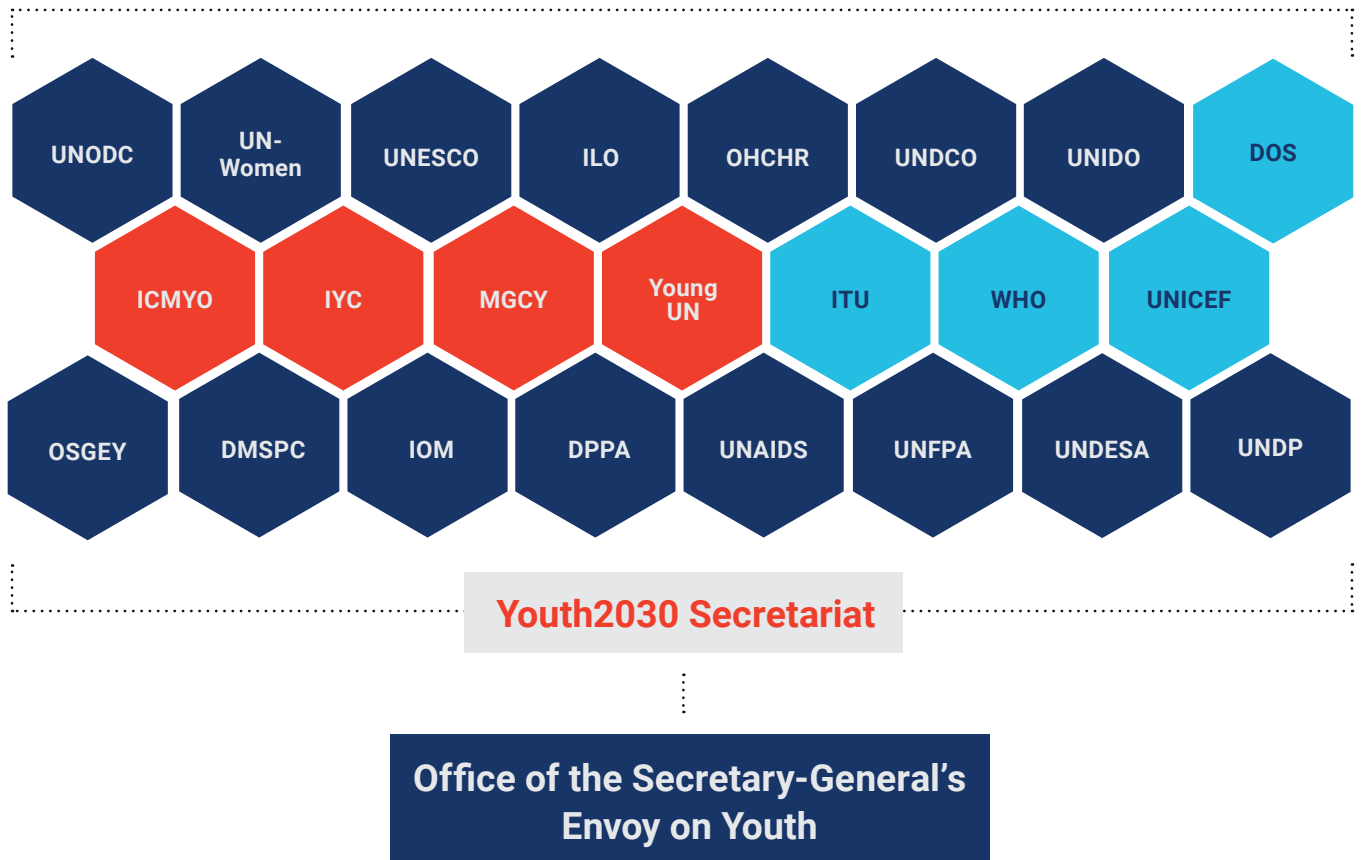 UNODC
UN-
Women
UNESCO
ILO
OHCHR
UNDCO
UNIDO
DOS
ICMYO
IYC
MGCY
Young
UN
ITU
WHO
UNICEF
OSGEY
DMSPC
IOM
DPPA
UNAIDS
UNFPA
UNDESA
UNDP
Youth2030 Secretariat
Office of the Secretary-General’s
Envoy on Youth